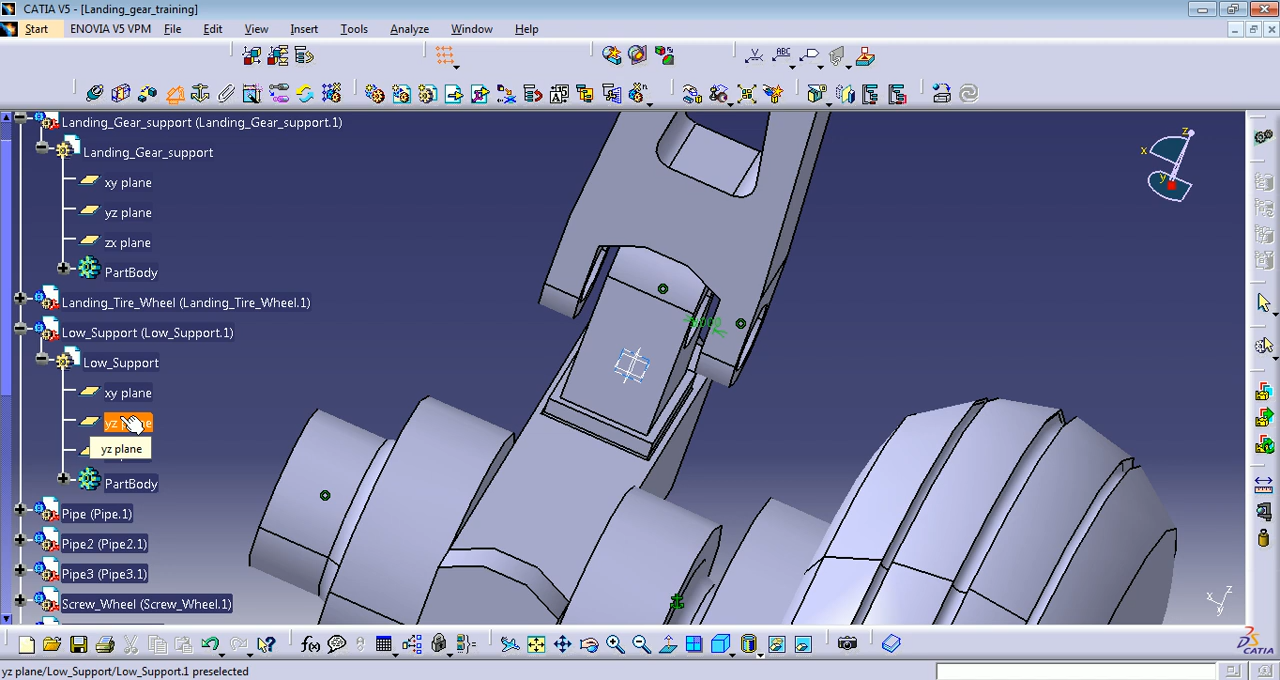 CATIA V5 - [Landing_gear_training]
Start ENOVIA V5 VPM File Edit View Insert Tools Analyze Window Help
ABC
Landing_Gear_support (Landing_Gear_support.1)
Landing_Gear_support
xy plane
yz plane
zx plane
PartBody
Landing_Tire_Wheel (Landing_Tire_Wheel.1)
Low_Support (Low_Support.1)
Low_Support
xy plane
yz plane
yz plane
PartBody
Pipe (Pipe.1)
Pipe2 (Pipe2.1)
Pipe3 (Pipe3.1)
Screw_Wheel (Screw_Wheel.1)
z
x
y
x z
y
f(x)
CATIA
yz plane/Low_Support/Low_Support.1 preselected